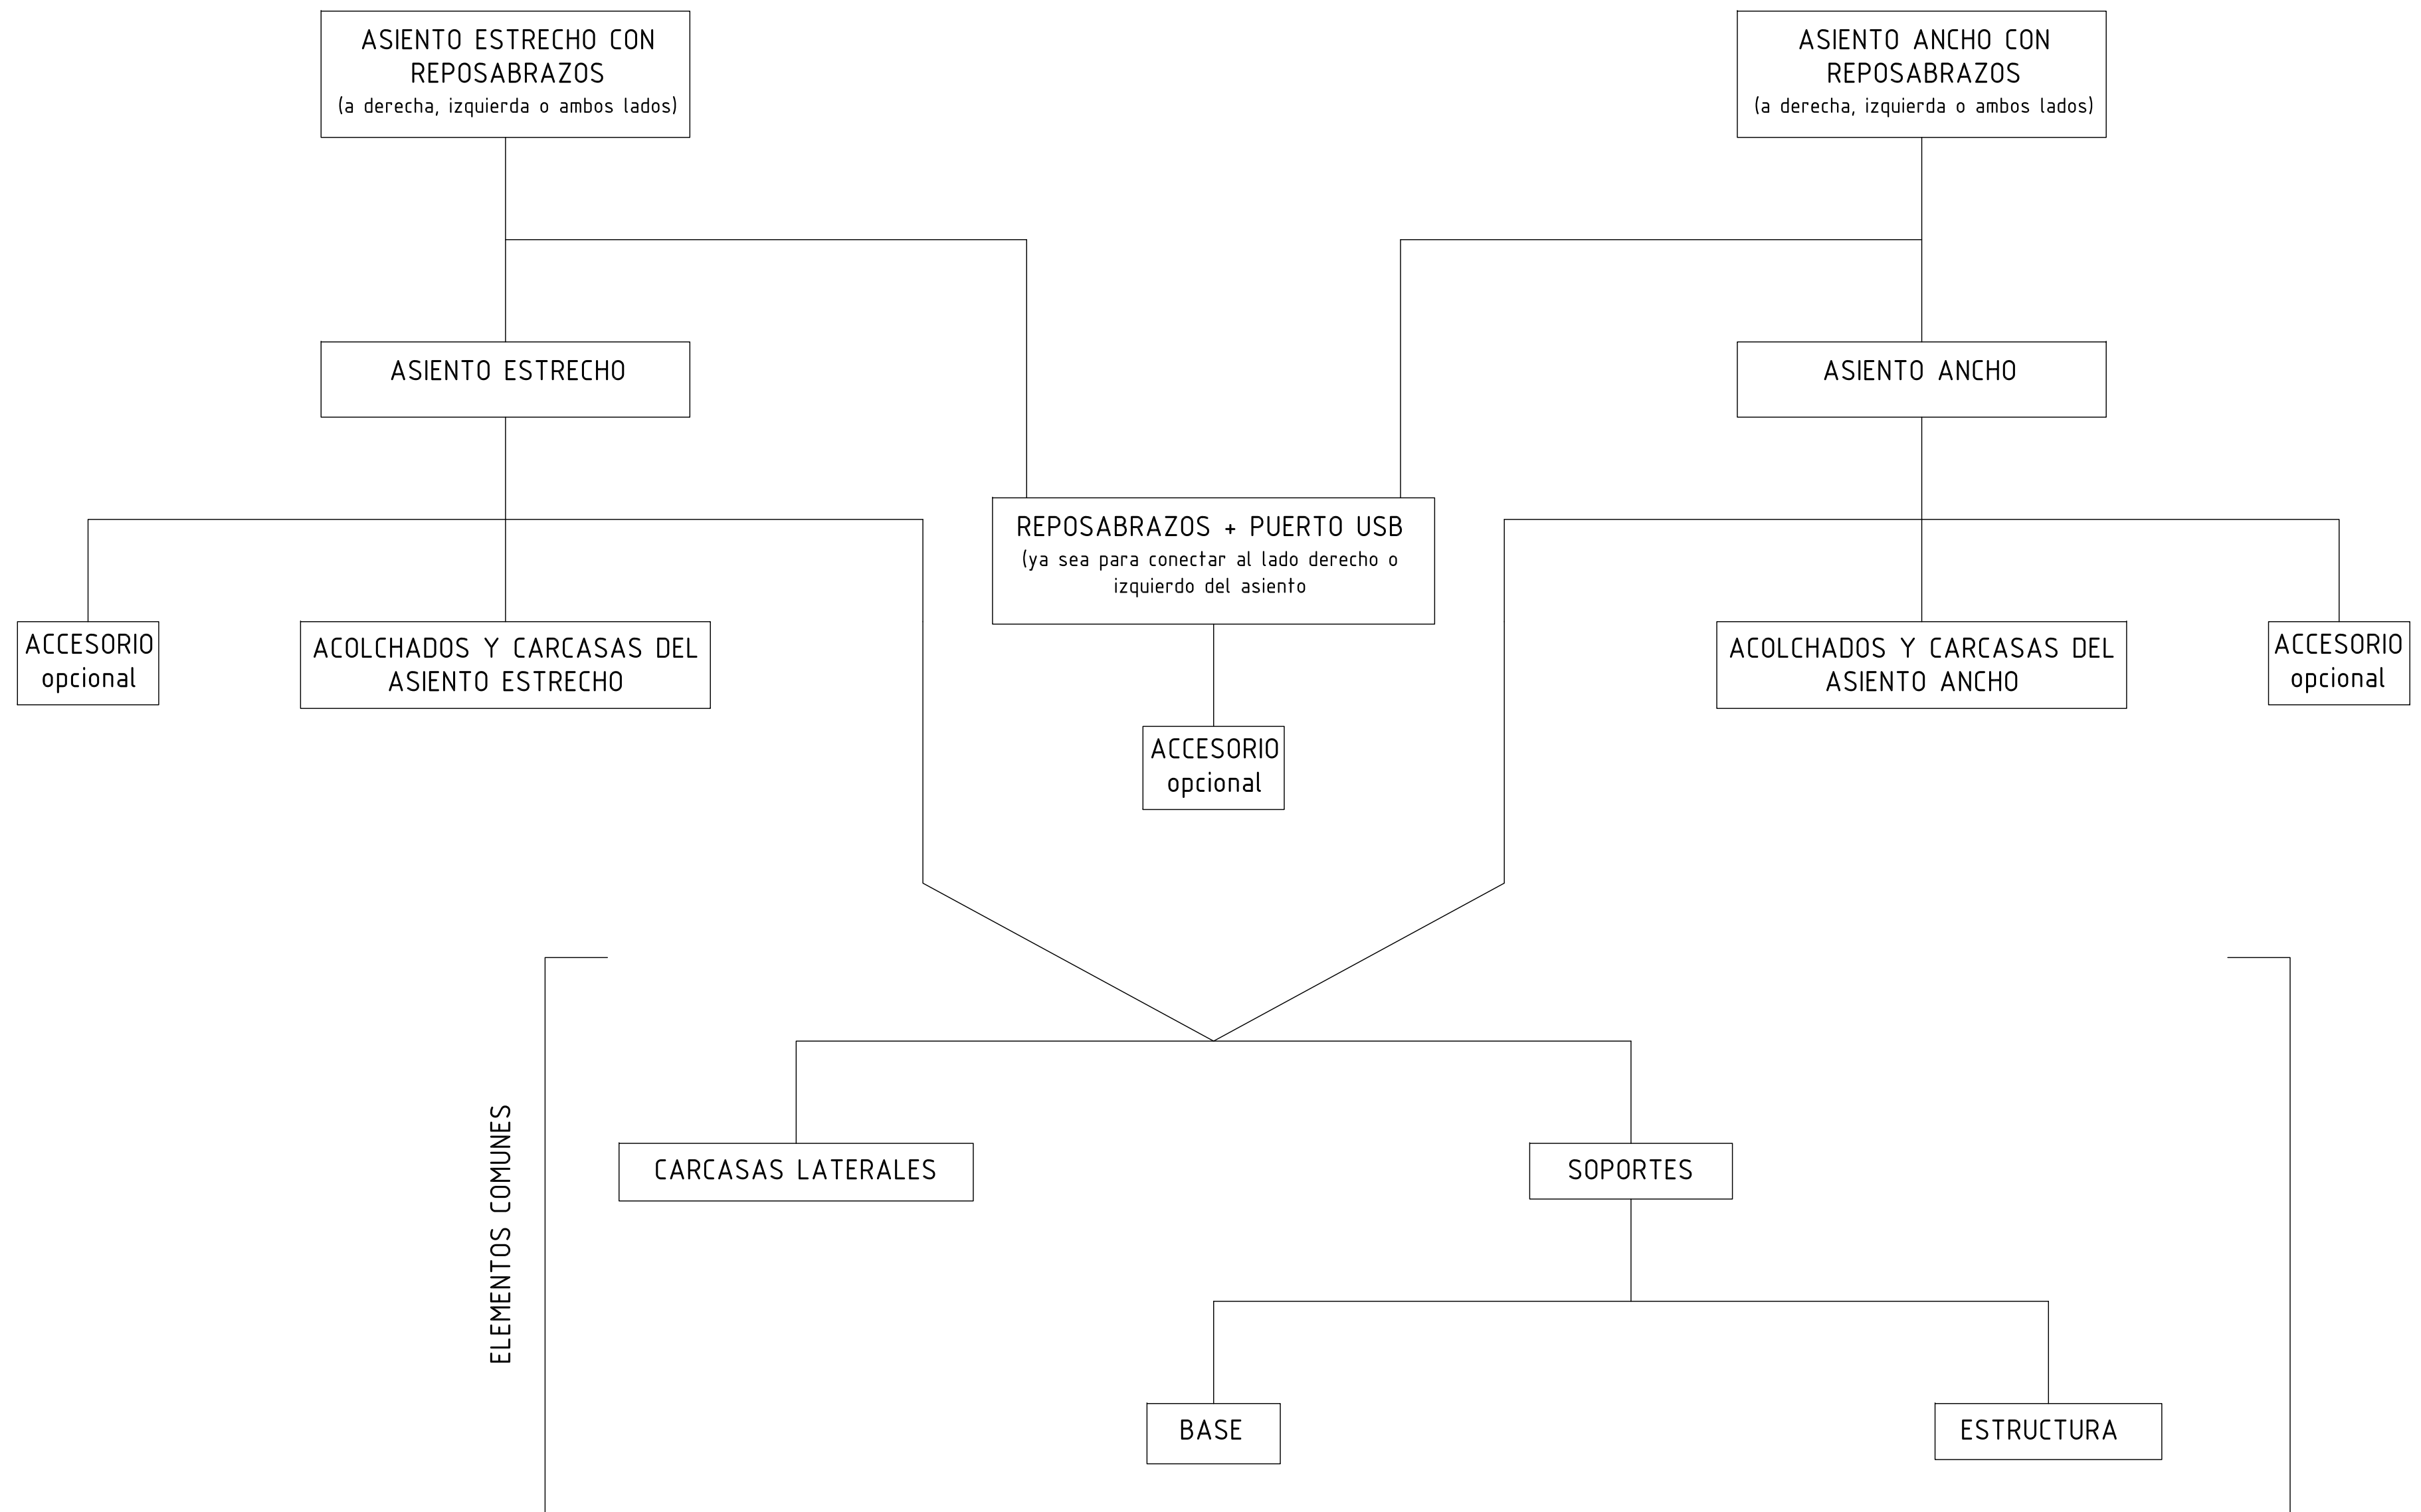 ASIENTO ESTRECHO CON
REPOSABRAZOS
(a derecha, izquierda o ambos lados)
ASIENTO ANCHO CON
REPOSABRAZOS
(a derecha, izquierda o ambos lados)
ASIENTO ESTRECHO
ASIENTO ANCHO
REPOSABRAZOS + PUERTO USB
(ya sea para conectar al lado derecho o
izquierdo del asiento
ACCESORIO
opcional
ACOLCHADOS Y CARCASAS DEL
ASIENTO ESTRECHO
ACOLCHADOS Y CARCASAS DEL
ASIENTO ANCHO
ACCESORIO
opcional
ACCESORIO
opcional
ELEMENTOS COMUNES
CARCASAS LATERALES
SOPORTES
BASE
ESTRUCTURA